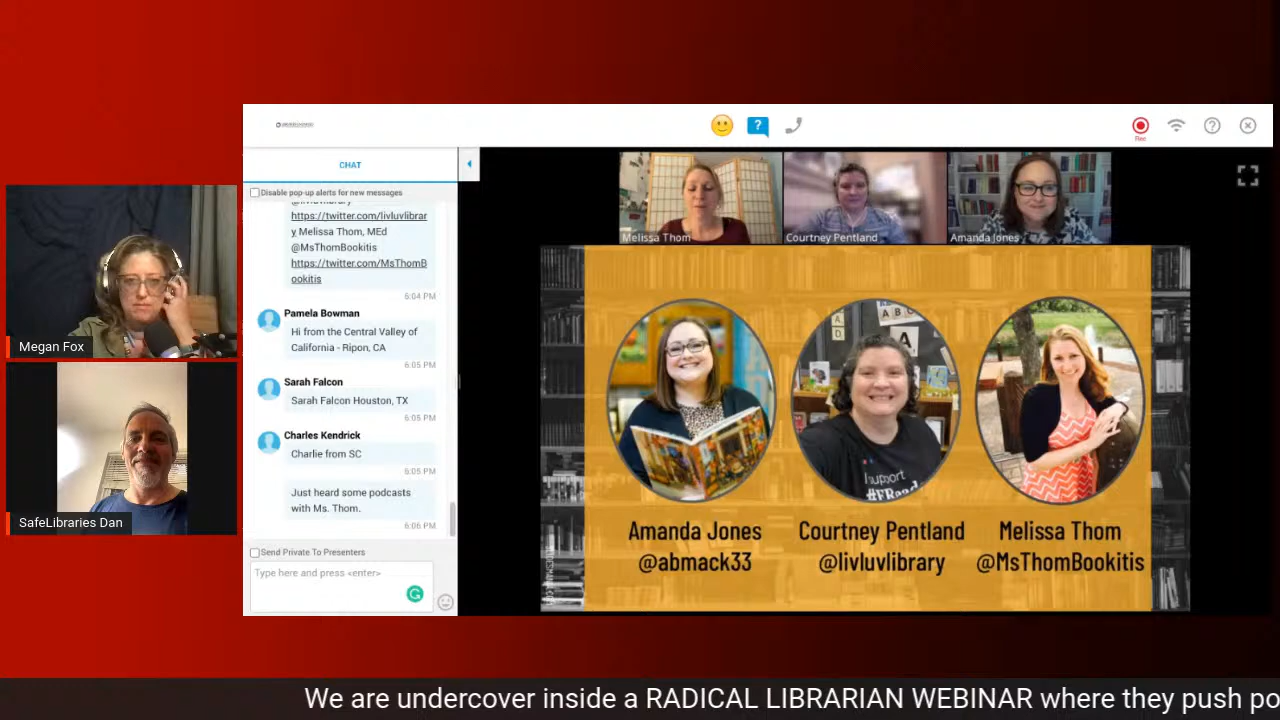 Megan Fox
SafeLibraries Dan
CHAT
Disable pop-up alerts for new messages
https://twitter.com/livluvlibrar
y Melissa Thom, MEd
@MsThomBookitis
https://twitter.com/MsThomB
ookitis
6:04 PM
Pamela Bowman
Hi from the Central Valley of
California - Ripon, CA
6:05 PM
Sarah Falcon
Sarah Falcon Houston, TX
6:05 PM
Charles Kendrick
Charlie from SC
6:05 PM
Just heard some podcasts
with Ms. Thom.
6:06 PM
Send Private To Presenters
Type here and press <enter>
?
Rec
?
Melissa Thom
Courtney Pentland
Amanda Jones
A
D
ABC
A
I support
Amanda Jones
@abmack33
Courtney Pentland
@livluvlibrary
Melissa Thom
@MsThomBookitis
We are undercover inside a RADICAL LIBRARIAN WEBINAR where they push po